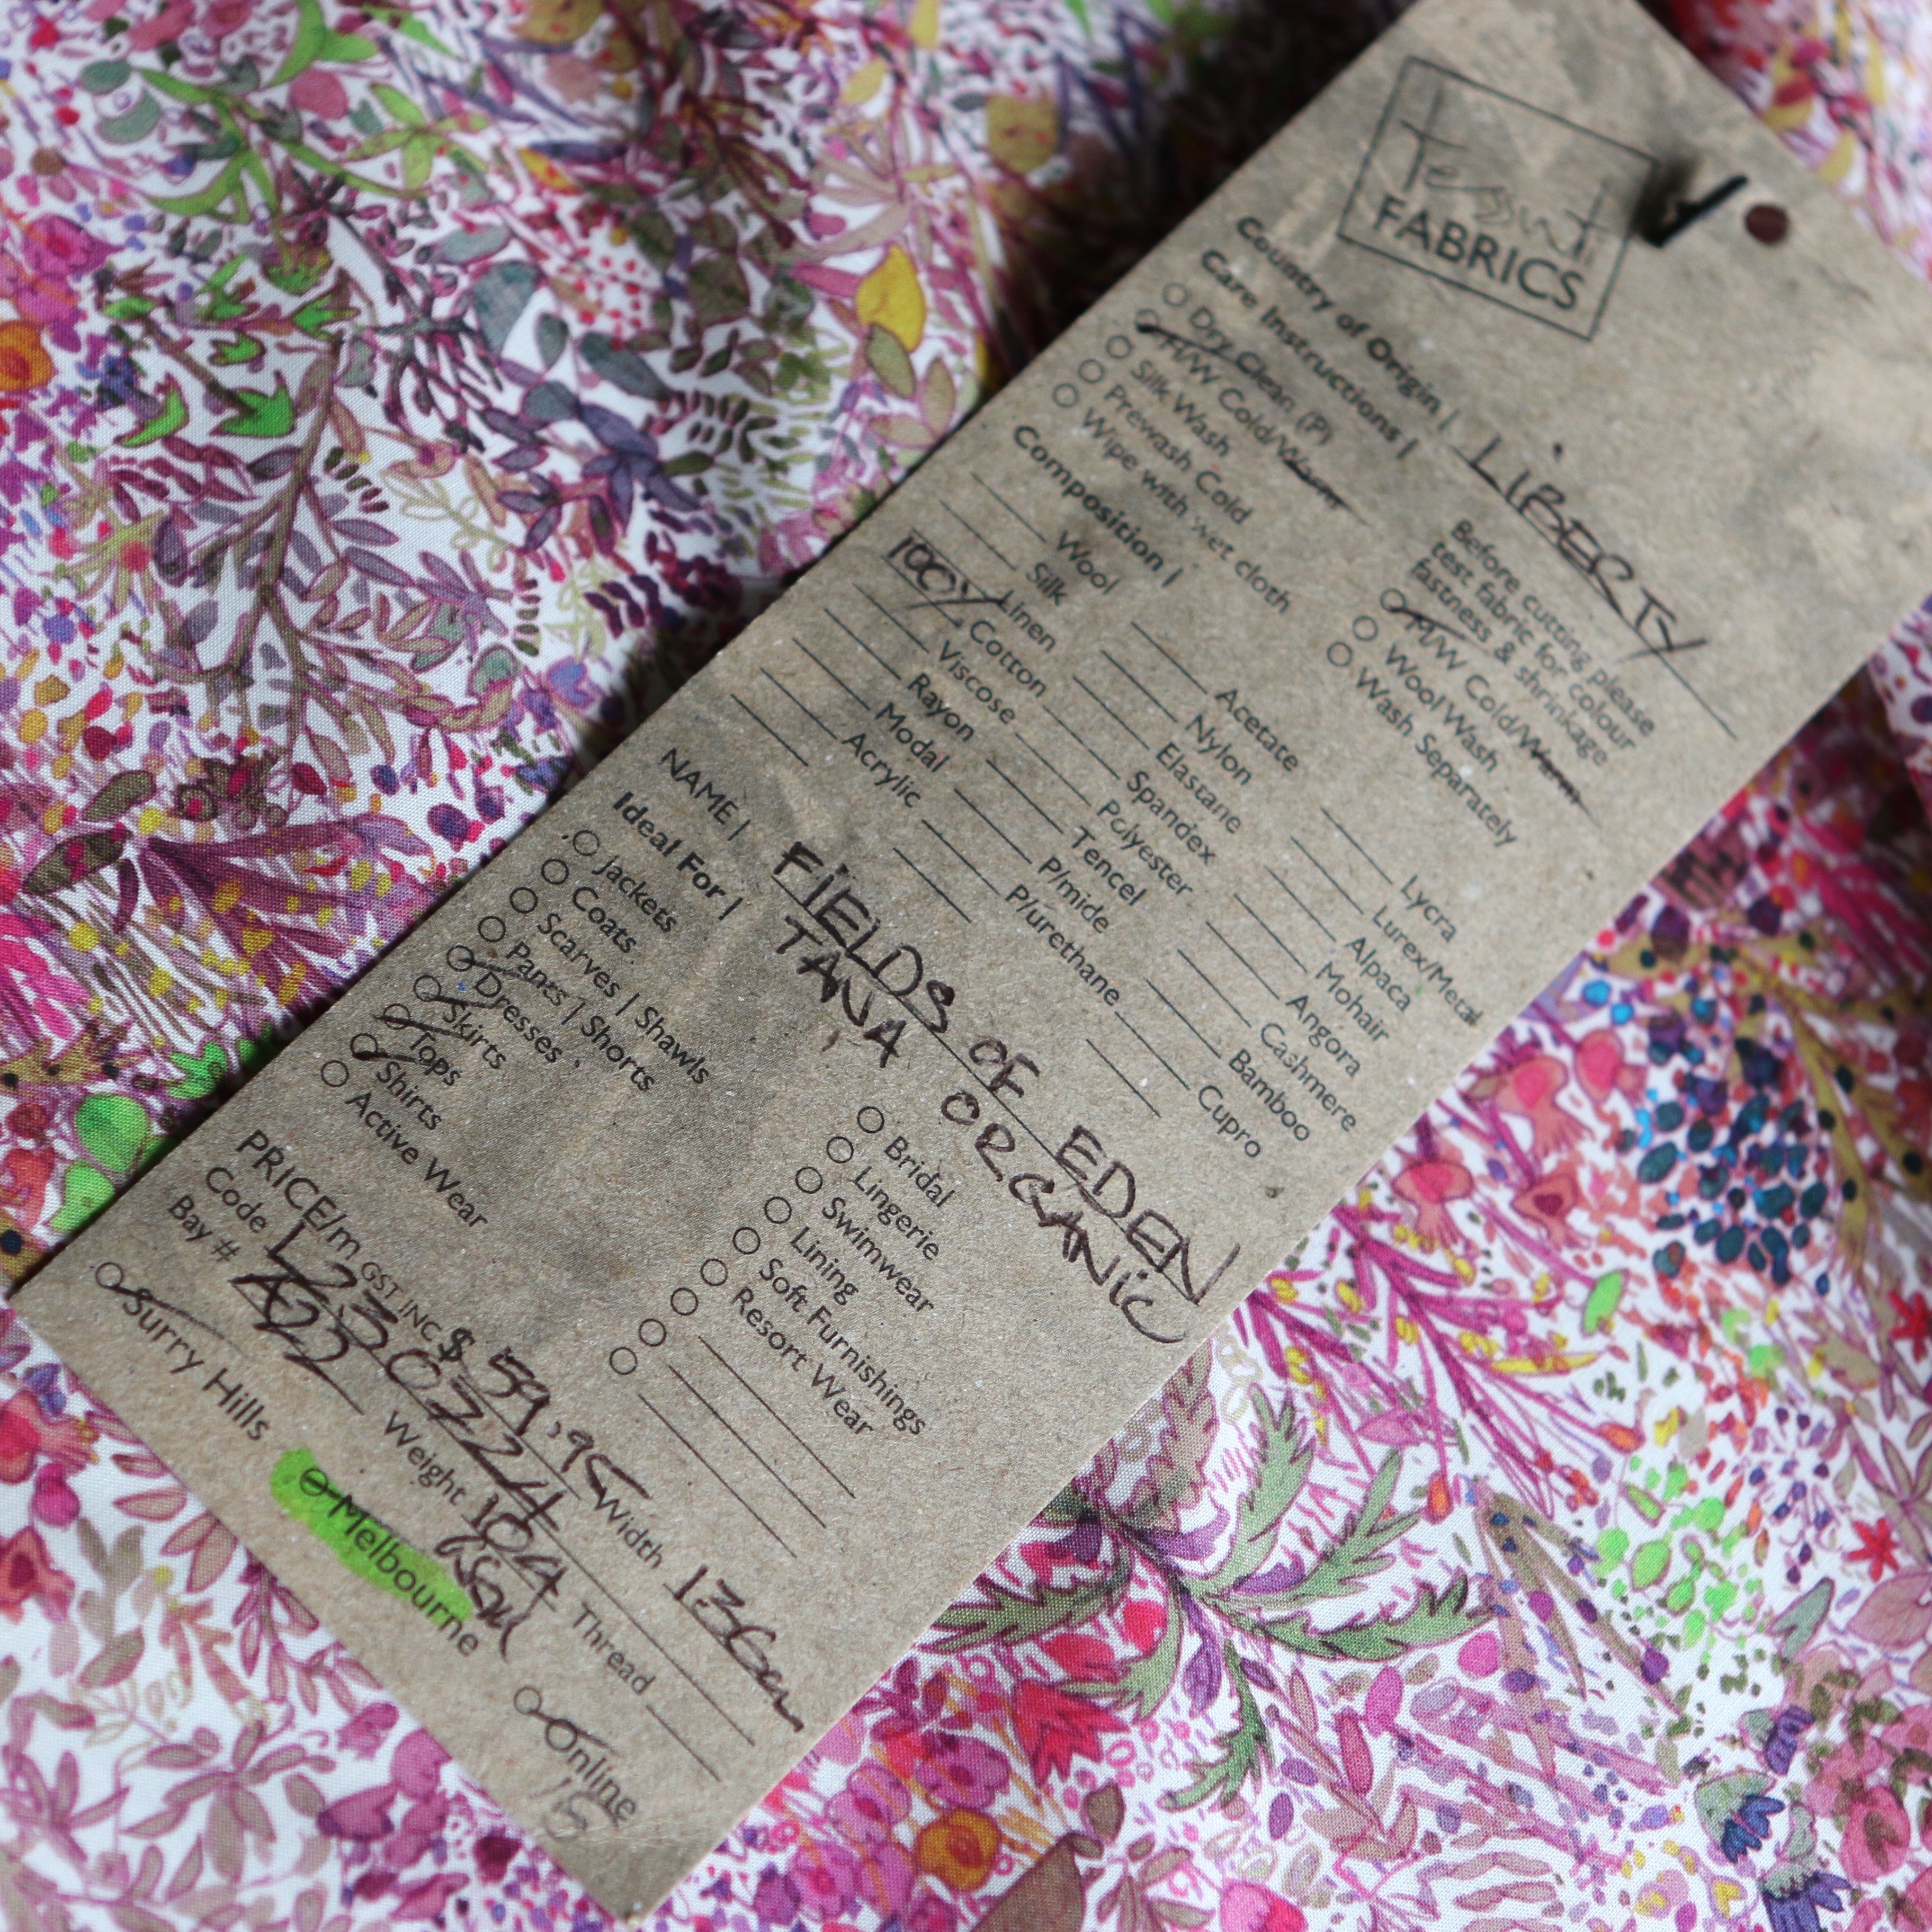 Tessuti
FABRICS
Country of Origin | LIBERTY
Care Instructions |
Dry Clean (P)
H/W Cold/Warm
Silk Wash
Prewash Cold
Wipe with wet cloth
Before cutting please
test fabric for colour
fastness & shrinkage
M/W Cold/Warm
Wool Wash
Wash Separately
Composition |
Wool
Silk
Linen
100% Cotton
Viscose
Rayon
Modal
Acrylic
Acetate
Nylon
Elastane
Spandex
Polyester
Tencel
P/mide
P/urethane
Lycra
Lurex/Metal
Alpaca
Mohair
Angora
Cashmere
Bamboo
Cupro
NAME | FIELDS OF EDEN
TANA ORGANIC
Ideal For |
Jackets
Coats
Scarves | Shawls
Pants | Shorts
Dresses
Skirts
Tops
Shirts
Active Wear
Bridal
Lingerie
Swimwear
Lining
Soft Furnishings
Resort Wear
PRICE/m GST INC $ 59.95 Width 136cm
Code L230724 Thread
Bay # A22 Weight 104
GSM
Surry Hills Melbourne Online
15